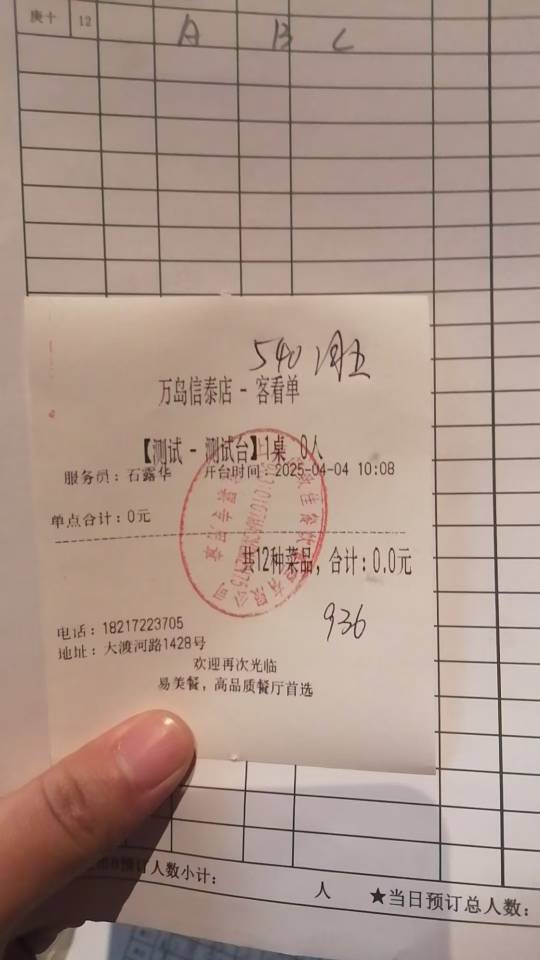 庚十 12 A B C
540
万岛信泰店 - 客看单
【测试 - 测试台】1桌 0人
服务员：石露华 开台时间：2025-04-04 10:08
单点合计：0元
共12种菜品，合计：0.0元
936
电话：18217223705
地址：大渡河路1428号
欢迎再次光临
易美餐，高品质餐厅首选
预订人数小计： 人 ★当日预订总人数：